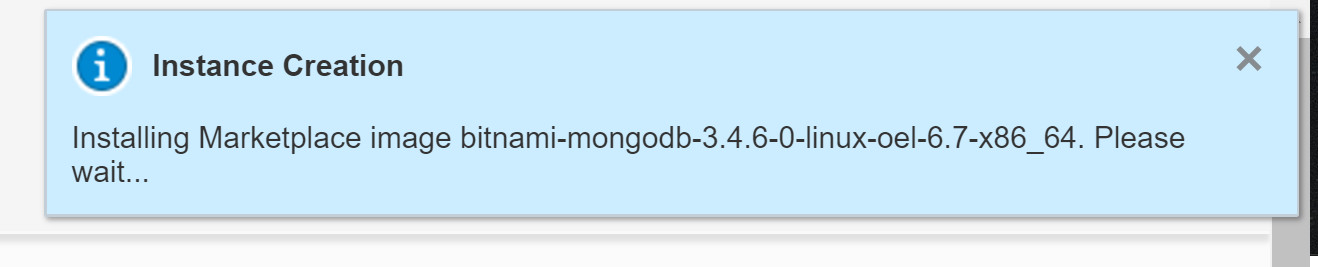 Instance Creation
Installing Marketplace image bitnami-mongodb-3.4.6-0-linux-oel-6.7-x86_64. Please
wait...